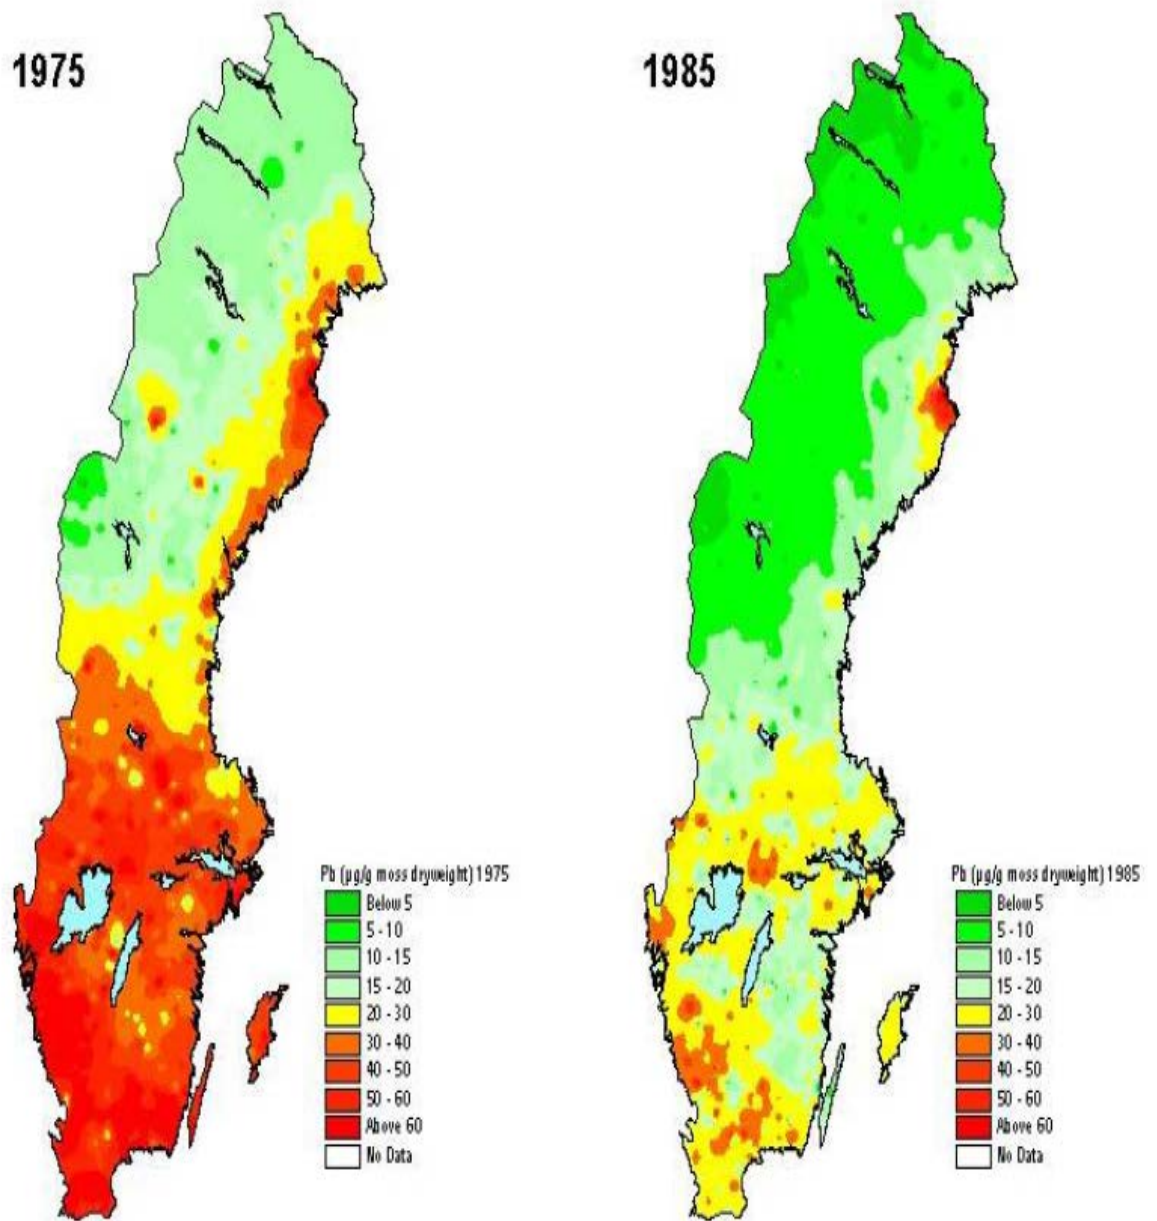 1975
1985
Pb (µg/g moss dryweight) 1975
Below 5
5 - 10
10 - 15
15 - 20
20 - 30
30 - 40
40 - 50
50 - 60
Above 60
No Data
Pb (µg/g moss dryweight) 1985
Below 5
5 - 10
10 - 15
15 - 20
20 - 30
30 - 40
40 - 50
50 - 60
Above 60
No Data